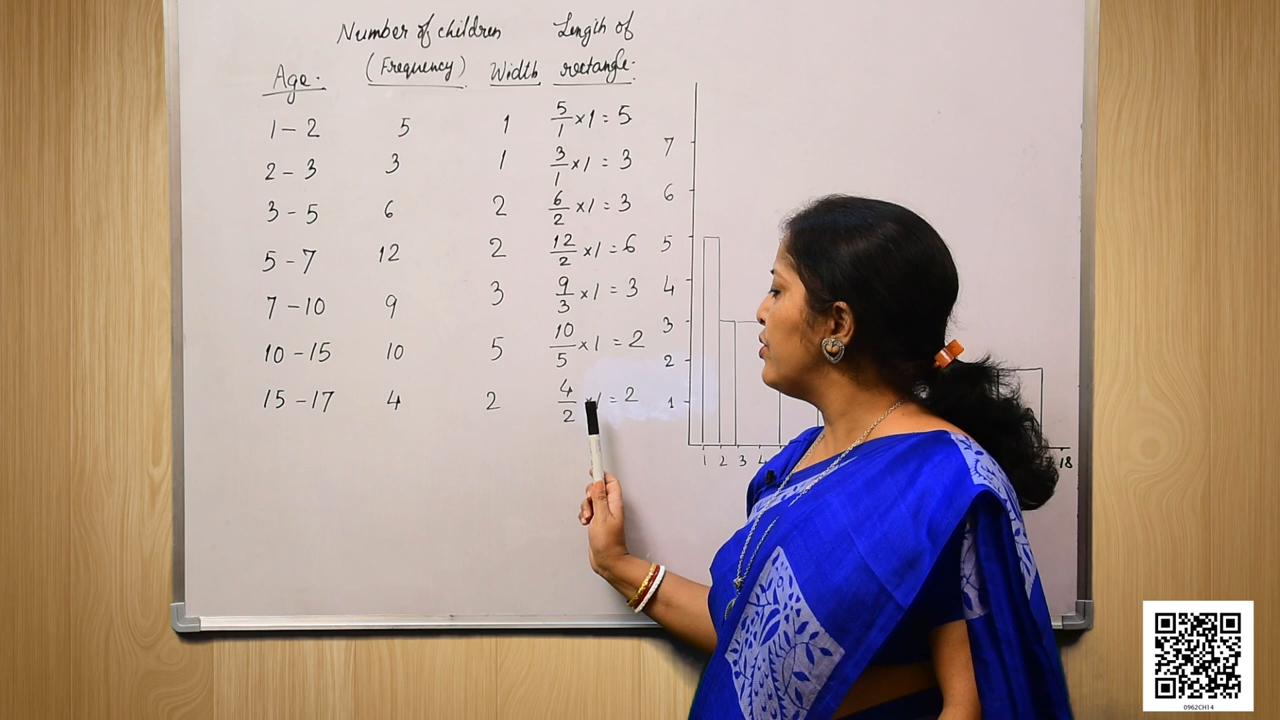 Number of children Length of
Age. (Frequency) Width rectangle.
1 – 2 5 1 5/1 ×1 = 5
2 – 3 3 1 3/1 ×1 = 3
3 – 5 6 2 6/2 ×1 = 3
5 – 7 12 2 12/2 ×1 = 6
7 – 10 9 3 9/3 ×1 = 3
10 – 15 10 5 10/5 ×1 = 2
15 – 17 4 2 4/2 ×1 = 2
7
6
5
4
3
2
1
1 2 3 4 18
0962CH14